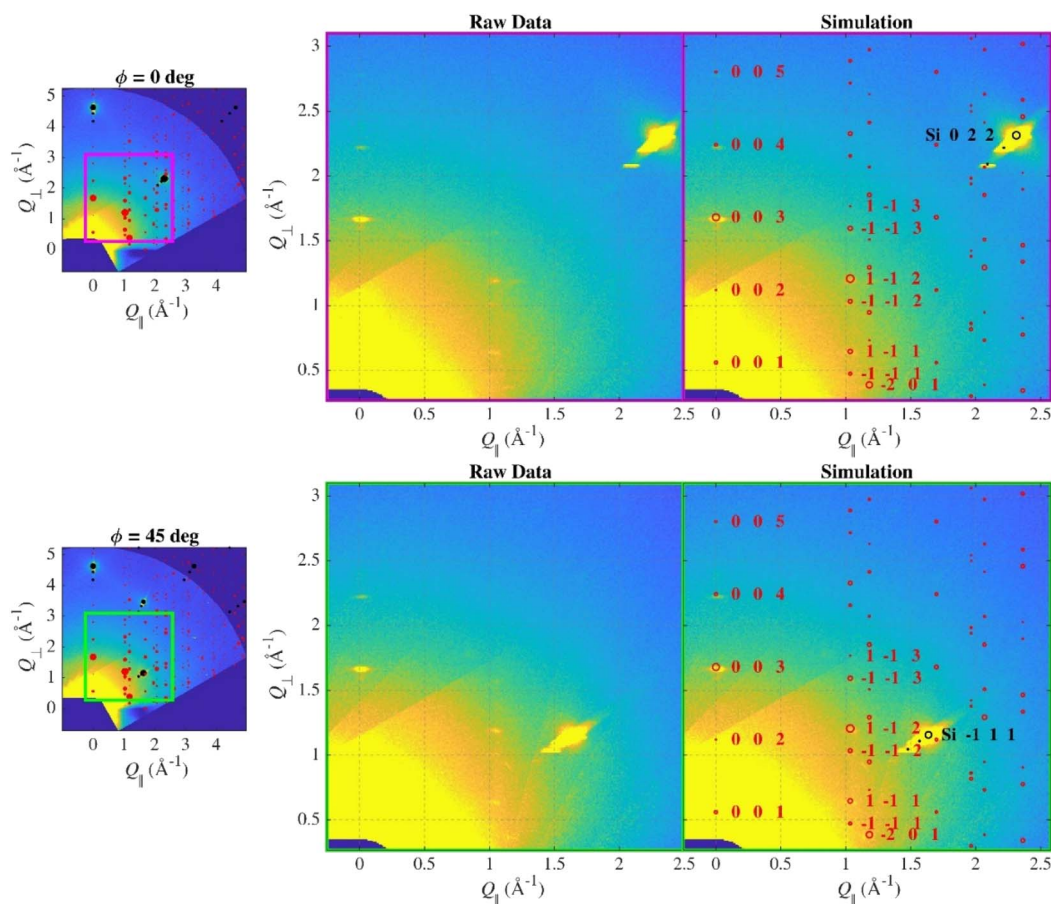 Raw Data
Simulation
ϕ = 0 deg
5
4
3
2
1
0
Q⊥ (Å⁻¹)
0 1 2 3 4
Q∥ (Å⁻¹)
3
2.5
2
1.5
1
0.5
Q⊥ (Å⁻¹)
0 0.5 1 1.5 2 2.5
Q∥ (Å⁻¹)
0 0 5
Si 0 2 2
0 0 4
1 -1 3
0 0 3
-1 -1 3
1 -1 2
0 0 2
-1 -1 2
1 -1 1
0 0 1
-1 -1 1
-2 0 1
0 0.5 1 1.5 2 2.5
Q∥ (Å⁻¹)
Raw Data
Simulation
ϕ = 45 deg
5
4
3
2
1
0
Q⊥ (Å⁻¹)
0 1 2 3 4
Q∥ (Å⁻¹)
3
2.5
2
1.5
1
0.5
Q⊥ (Å⁻¹)
0 0.5 1 1.5 2 2.5
Q∥ (Å⁻¹)
0 0 5
0 0 4
1 -1 3
0 0 3
-1 -1 3
1 -1 2
Si -1 1 1
0 0 2
-1 -1 2
1 -1 1
0 0 1
-1 -1 1
-2 0 1
0 0.5 1 1.5 2 2.5
Q∥ (Å⁻¹)